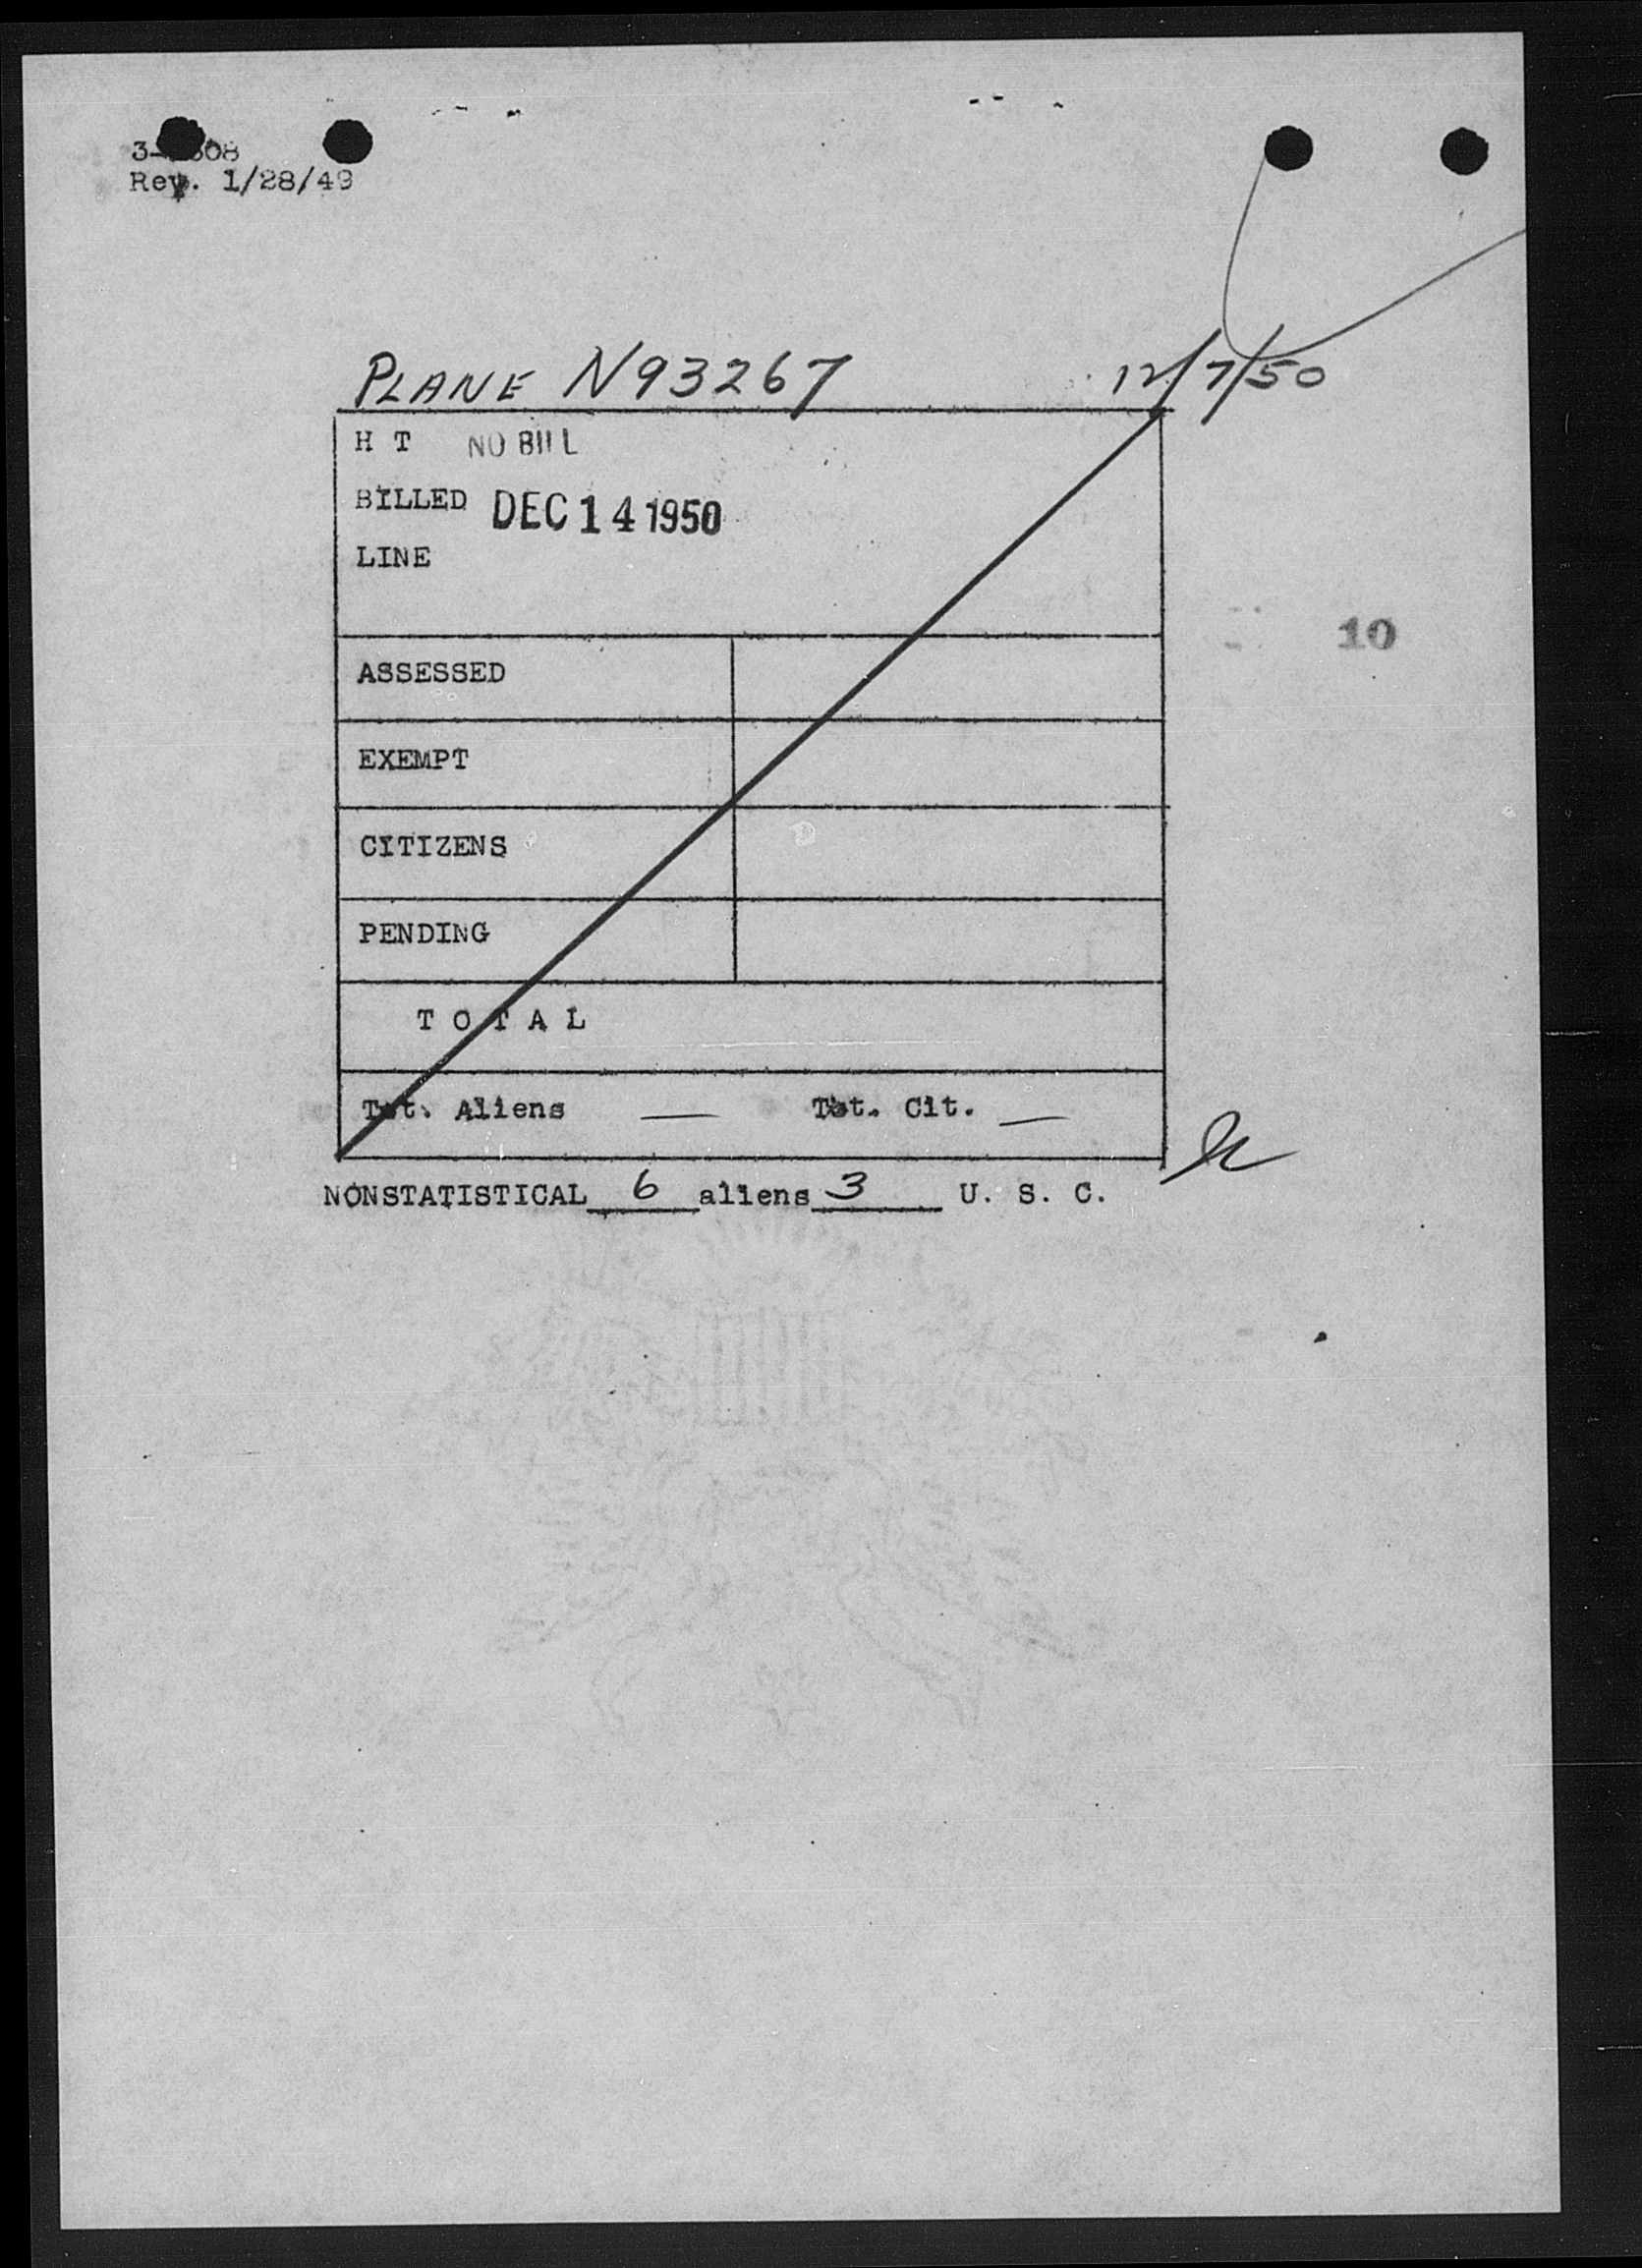 Rev. 1/28/49
PLANE N93267 12/7/50
H T NO BILL
BILLED DEC 14 1950
LINE
10
ASSESSED
EXEMPT
CITIZENS
PENDING
T O T A L
Tot. Aliens — Tot. Cit. —
NONSTATISTICAL 6 aliens 3 U. S. C.